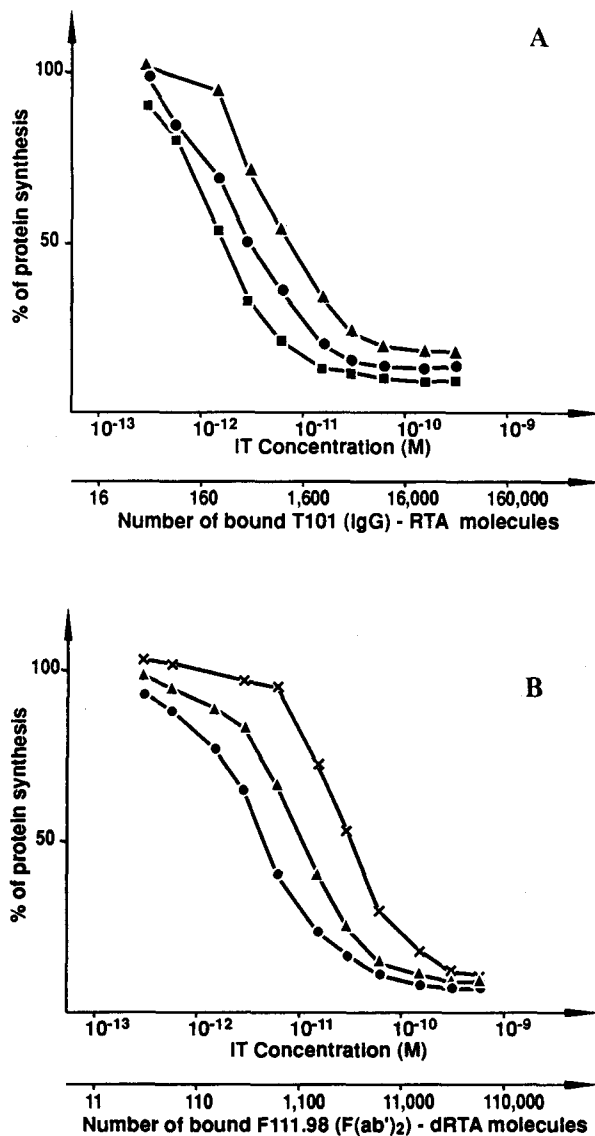 A
100
50
% of protein synthesis
10-13 10-12 10-11 10-10 10-9
IT Concentration (M)
16 160 1,600 16,000 160,000
Number of bound T101 (IgG) - RTA molecules
B
100
50
% of protein synthesis
10-13 10-12 10-11 10-10 10-9
IT Concentration (M)
11 110 1,100 11,000 110,000
Number of bound F111.98 (F(ab')2) - dRTA molecules